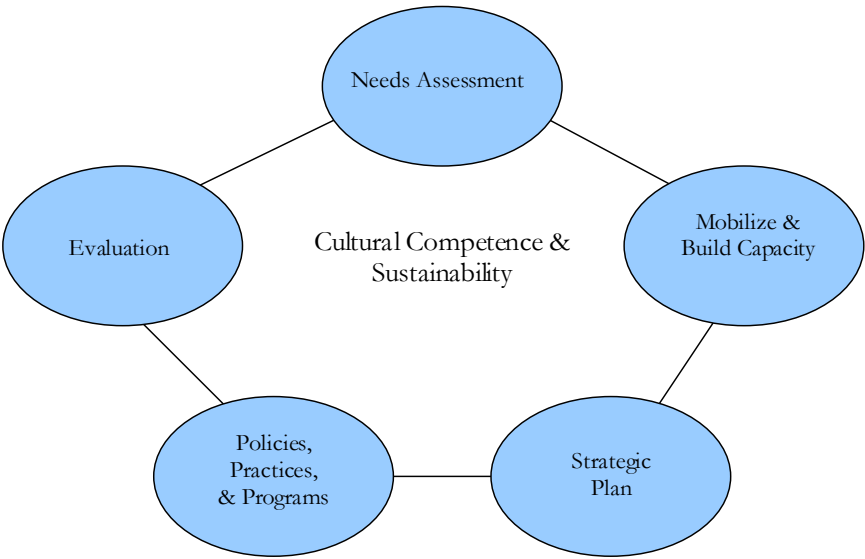 Needs Assessment
Mobilize &
Build Capacity
Evaluation
Cultural Competence &
Sustainability
Policies,
Practices,
& Programs
Strategic
Plan